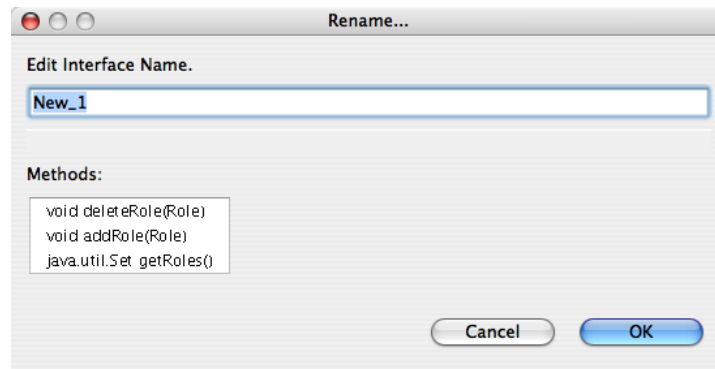 Rename...
Edit Interface Name.
New_1
Methods:
void deleteRole(Role)
void addRole(Role)
java.util.Set getRoles()
Cancel OK